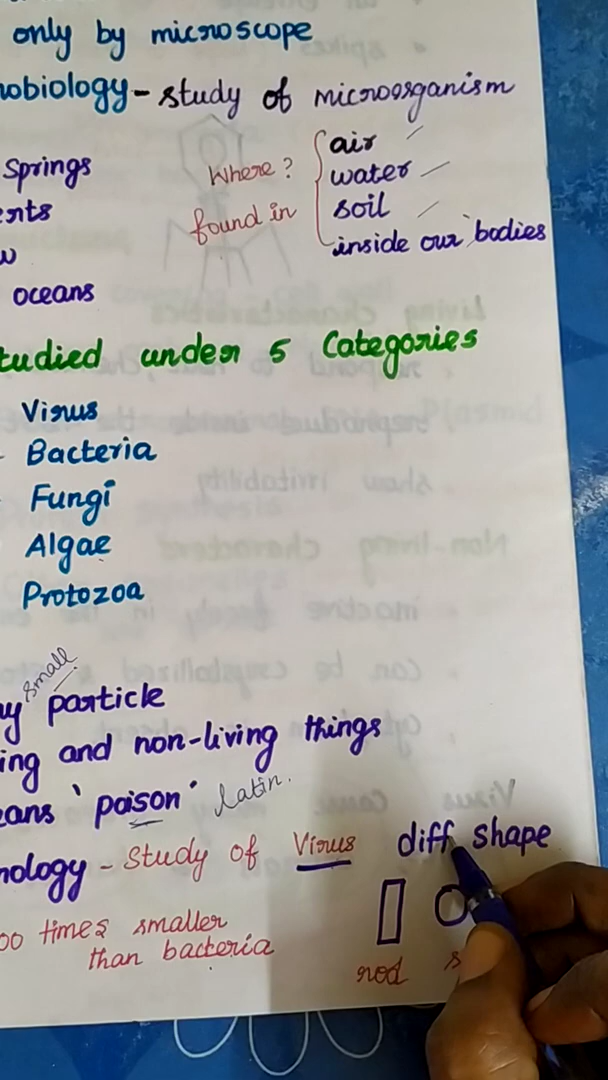 only by microscope
obiology - study of microorganism
Springs
ents
w
oceans
Where?
found in
air
water
soil
inside our bodies
tudied under 5 Categories
Virus
Bacteria
Fungi
Algae
Protozoa
small
y particle
ing and non-living things
eans 'poison' latin.
ology - Study of Virus
diff shape
00 times smaller
than bacteria
rod
s